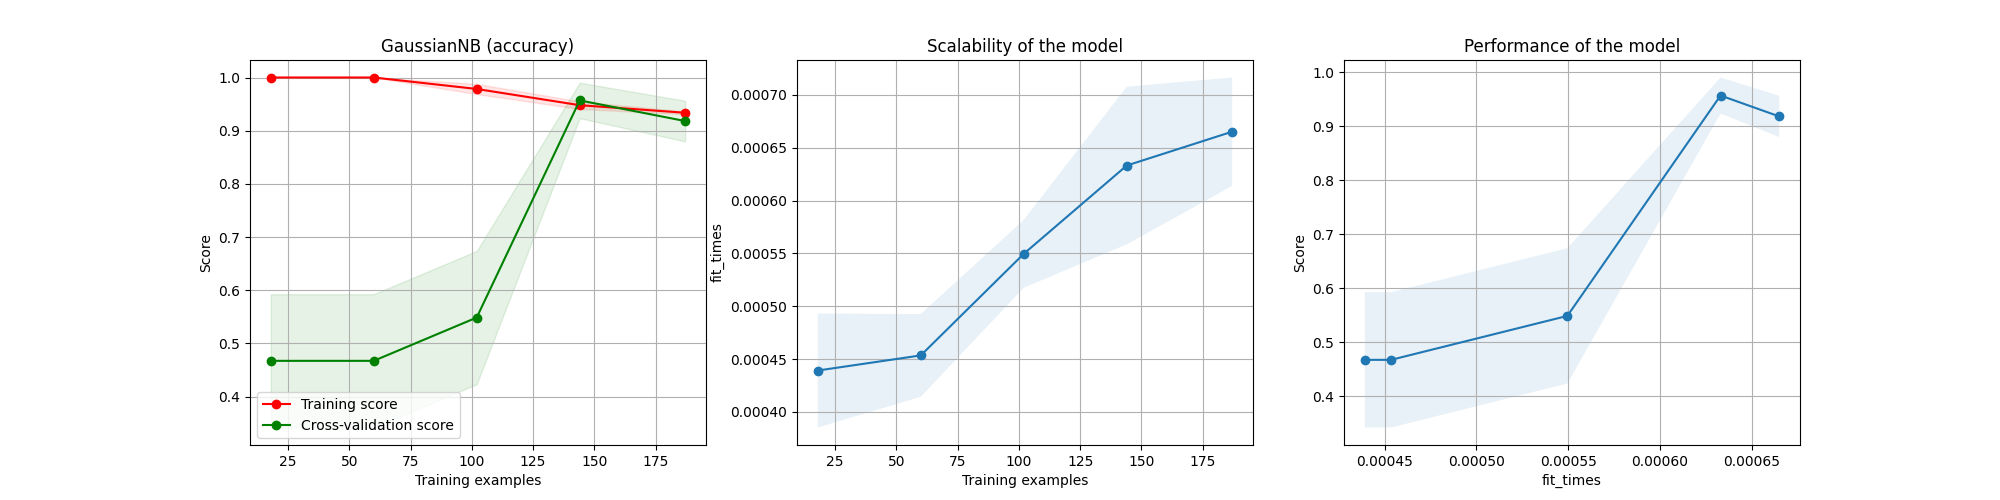 GaussianNB (accuracy)
1.0
0.9
0.8
0.7
0.6
0.5
0.4
Score
Training score
Cross-validation score
25 50 75 100 125 150 175
Training examples
Scalability of the model
0.00070
0.00065
0.00060
0.00055
0.00050
0.00045
0.00040
fit_times
25 50 75 100 125 150 175
Training examples
Performance of the model
1.0
0.9
0.8
0.7
0.6
0.5
0.4
Score
0.00045 0.00050 0.00055 0.00060 0.00065
fit_times